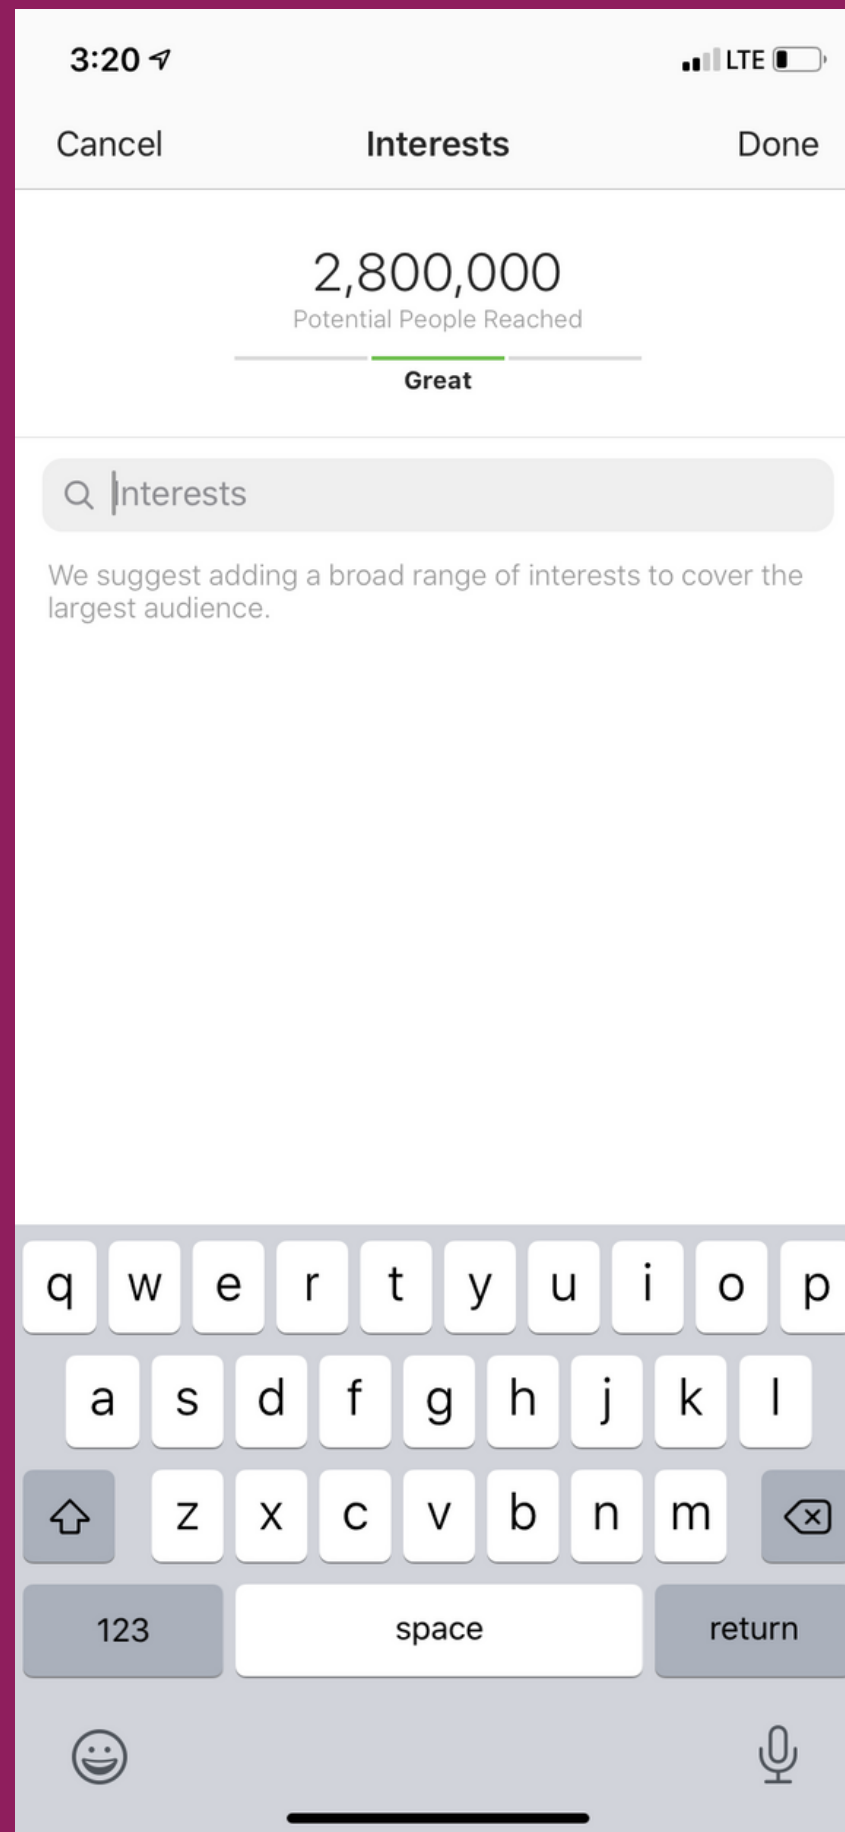 3:20 LTE
Cancel Interests Done
2,800,000
Potential People Reached
Great
Interests
We suggest adding a broad range of interests to cover the
largest audience.
q w e r t y u i o p
a s d f g h j k l
z x c v b n m
123 space return